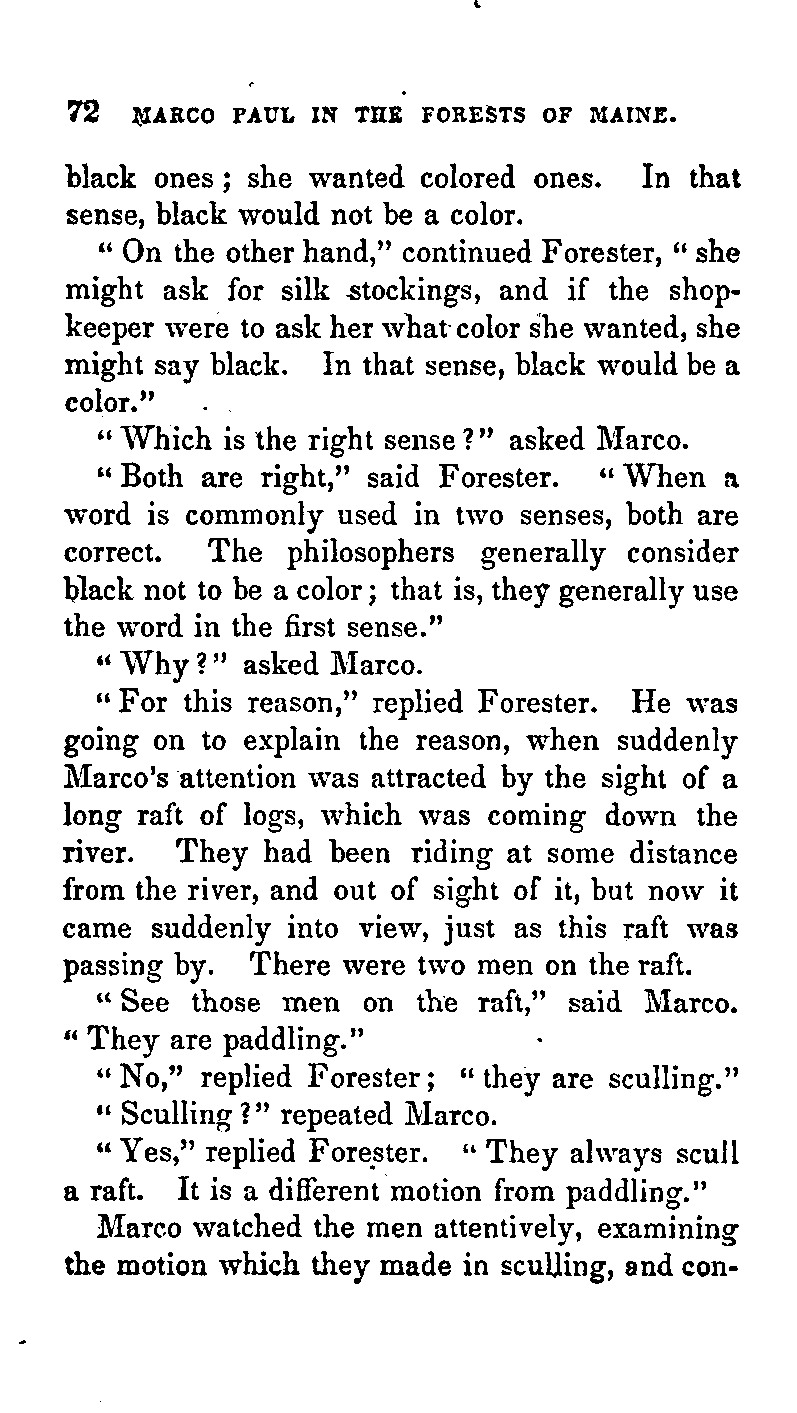 72 MARCO PAUL IN THE FORESTS OF MAINE.
black ones; she wanted colored ones. In that
sense, black would not be a color.
"On the other hand," continued Forester, "she
might ask for silk stockings, and if the shop-
keeper were to ask her what color she wanted, she
might say black. In that sense, black would be a
color."
"Which is the right sense?" asked Marco.
"Both are right," said Forester. "When a
word is commonly used in two senses, both are
correct. The philosophers generally consider
black not to be a color; that is, they generally use
the word in the first sense."
"Why?" asked Marco.
"For this reason," replied Forester. He was
going on to explain the reason, when suddenly
Marco's attention was attracted by the sight of a
long raft of logs, which was coming down the
river. They had been riding at some distance
from the river, and out of sight of it, but now it
came suddenly into view, just as this raft was
passing by. There were two men on the raft.
"See those men on the raft," said Marco.
"They are paddling."
"No," replied Forester; "they are sculling."
"Sculling?" repeated Marco.
"Yes," replied Forester. "They always scull
a raft. It is a different motion from paddling."
Marco watched the men attentively, examining
the motion which they made in sculling, and con-